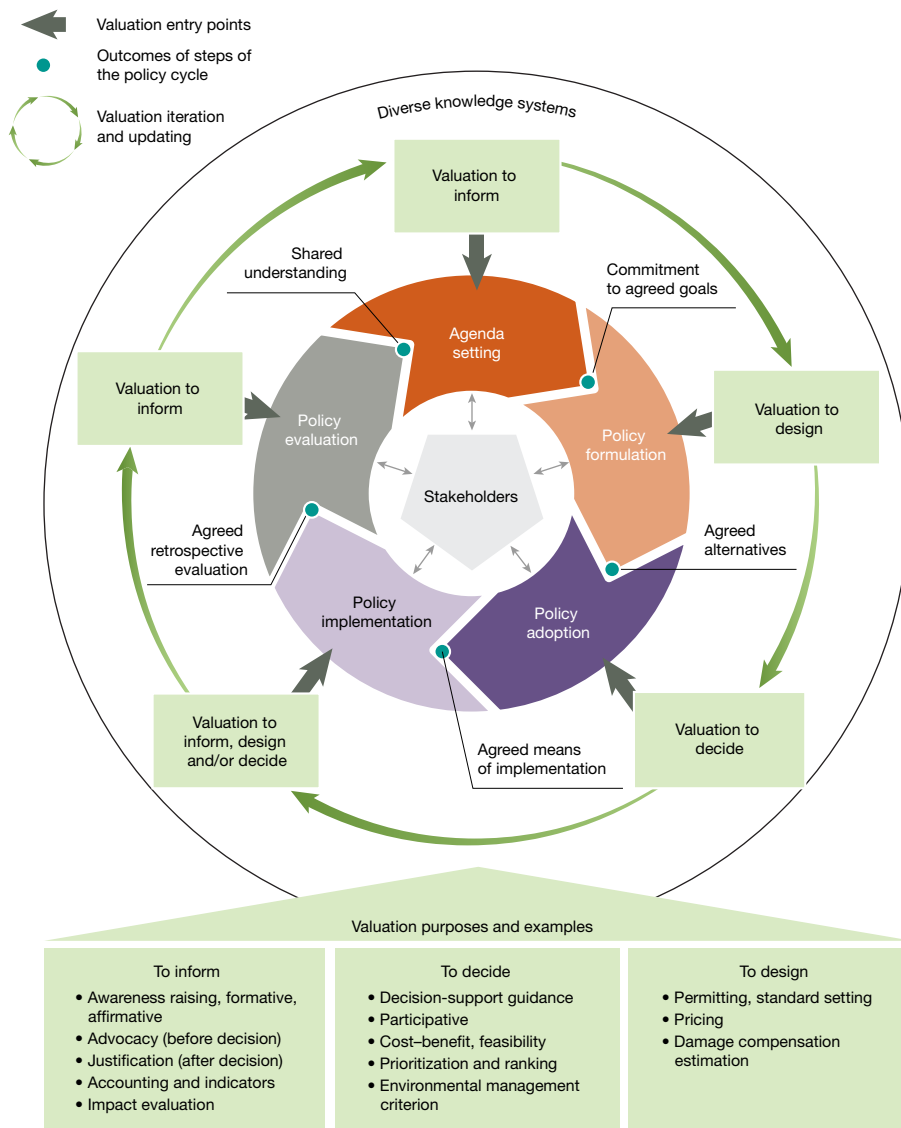 Valuation entry points
Outcomes of steps of
the policy cycle
Valuation iteration
and updating
Diverse knowledge systems
Valuation to
inform
Shared
understanding
Commitment
to agreed goals
Agenda
setting
Valuation to
inform
Policy
evaluation
Policy
formulation
Valuation to
design
Stakeholders
Agreed
retrospective
evaluation
Agreed
alternatives
Policy
implementation
Policy
adoption
Valuation to
inform, design
and/or decide
Agreed means
of implementation
Valuation to
decide
Valuation purposes and examples
To inform
• Awareness raising, formative,
affirmative
• Advocacy (before decision)
• Justification (after decision)
• Accounting and indicators
• Impact evaluation
To decide
• Decision-support guidance
• Participative
• Cost–benefit, feasibility
• Prioritization and ranking
• Environmental management
criterion
To design
• Permitting, standard setting
• Pricing
• Damage compensation
estimation